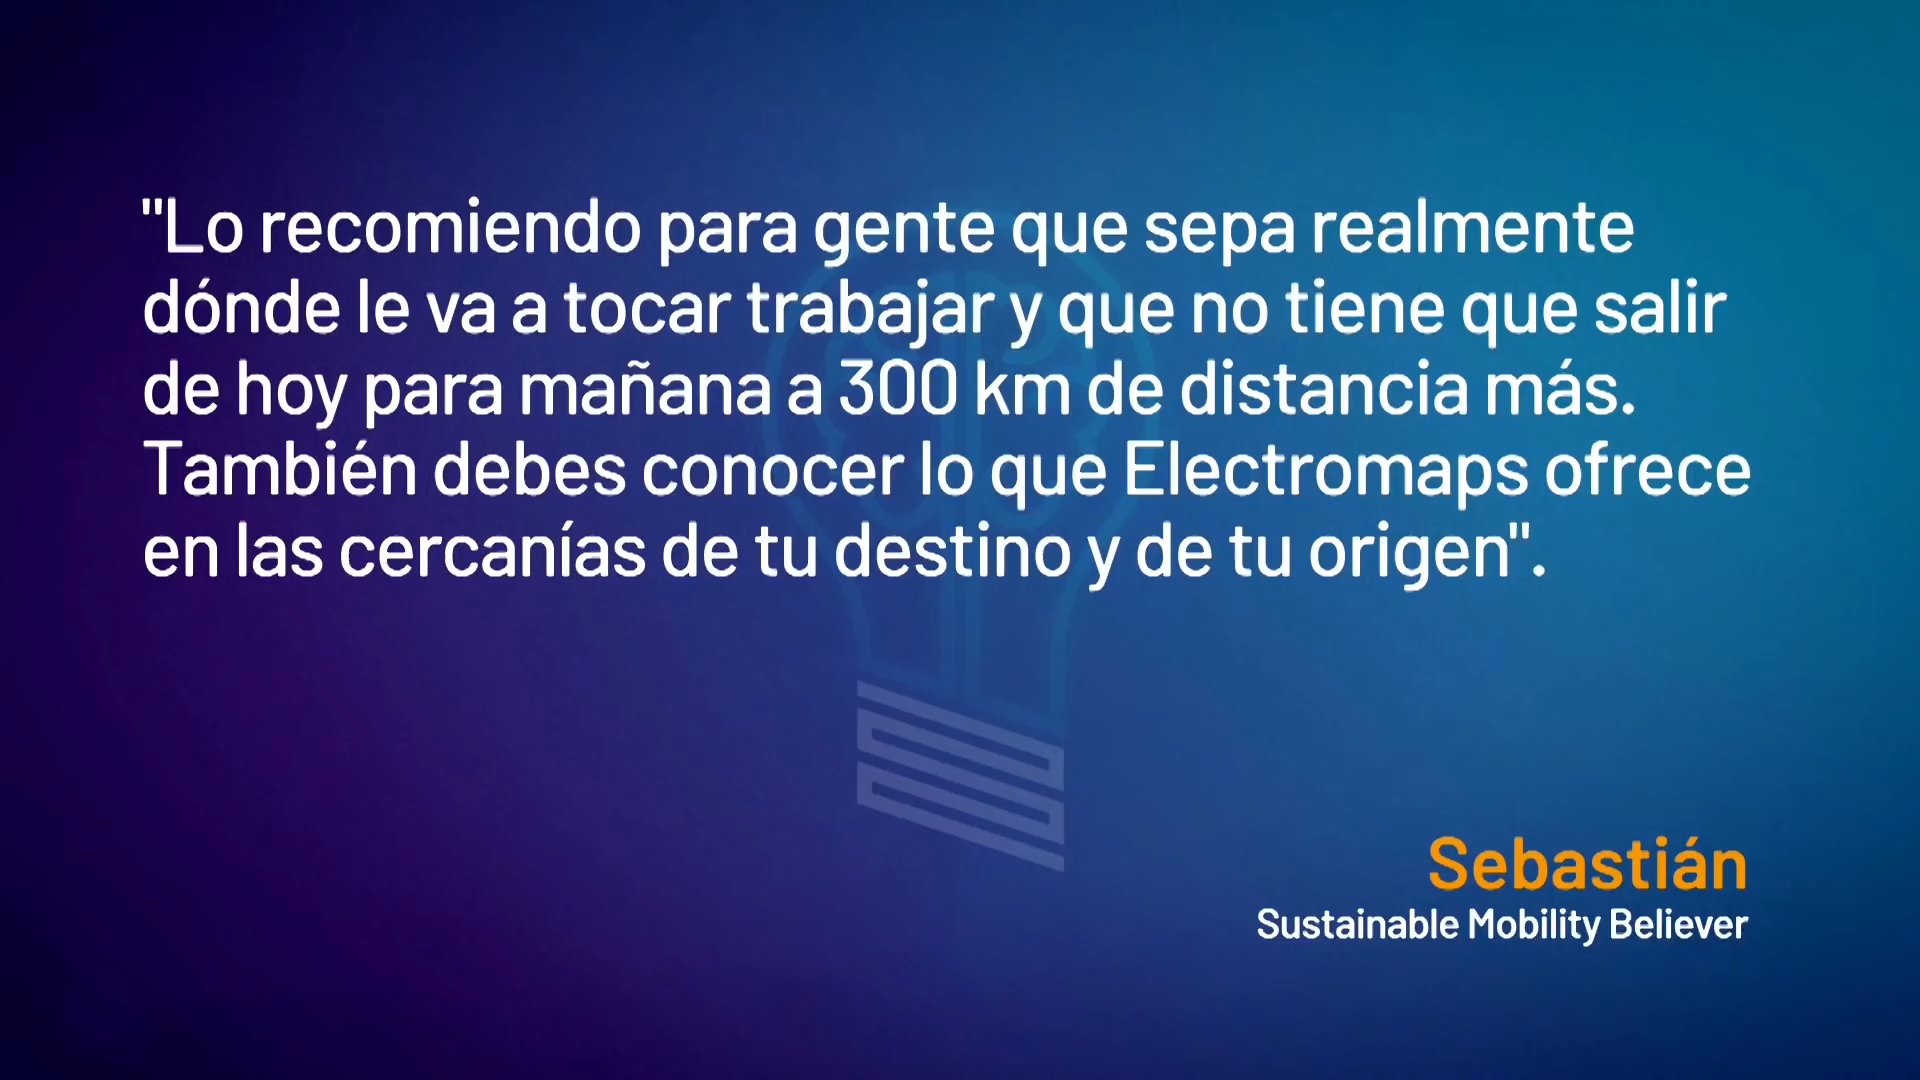 "Lo recomiendo para gente que sepa realmente
dónde le va a tocar trabajar y que no tiene que salir
de hoy para mañana a 300 km de distancia más.
También debes conocer lo que Electromaps ofrece
en las cercanías de tu destino y de tu origen".
Sebastián
Sustainable Mobility Believer